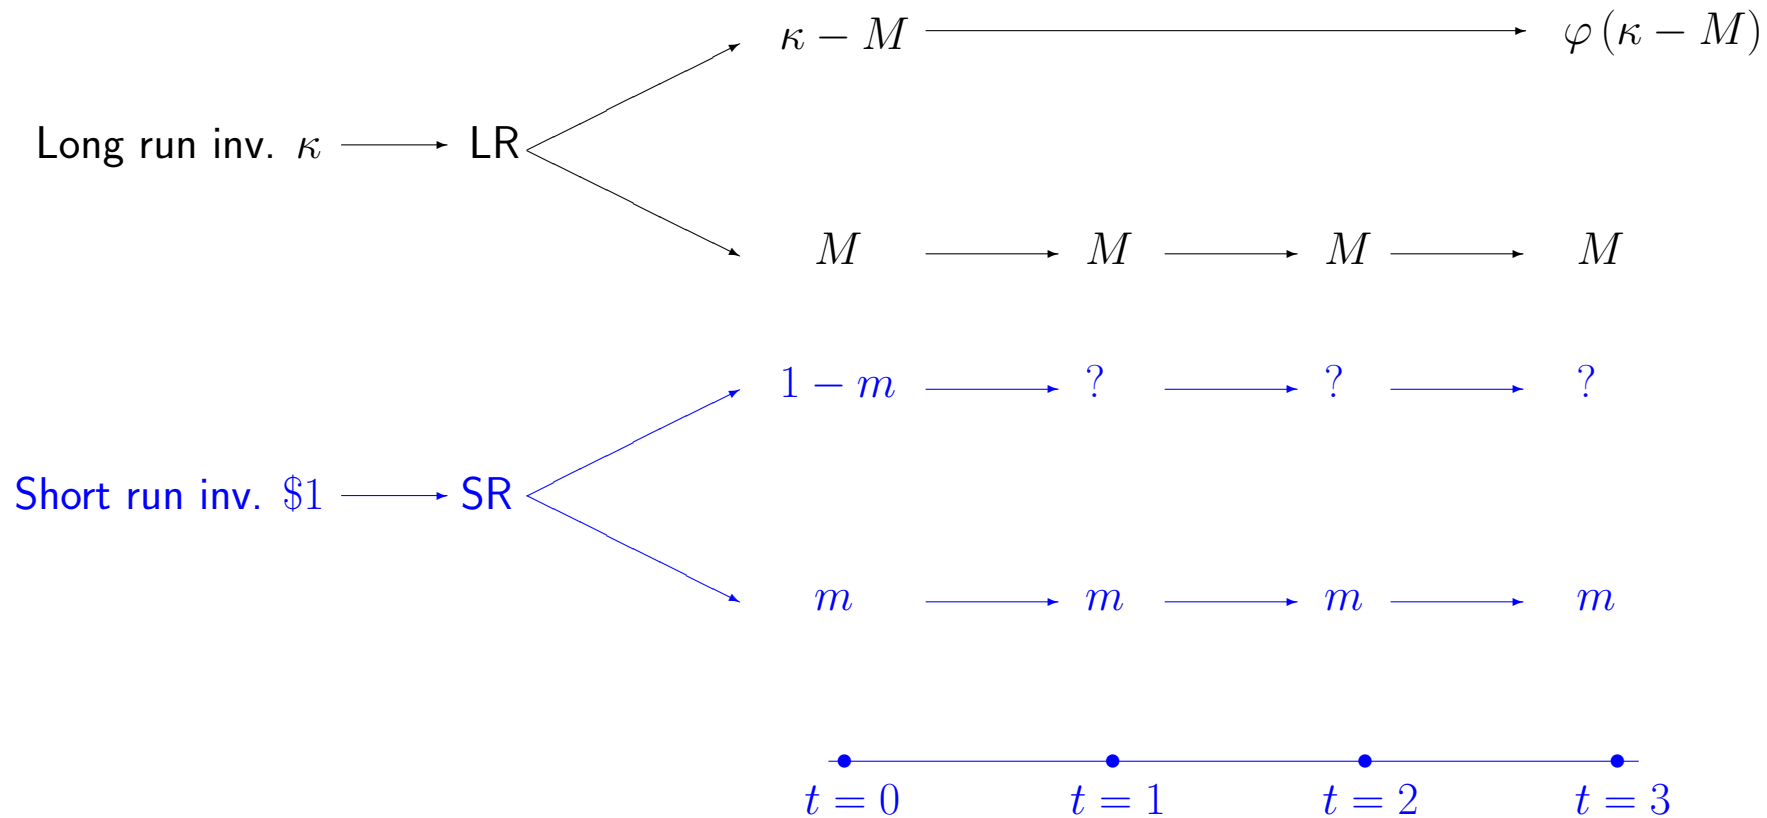 κ − M φ (κ − M)
Long run inv. κ LR
M M M M
1 − m ? ? ?
Short run inv. $1 SR
m m m m
t = 0 t = 1 t = 2 t = 3